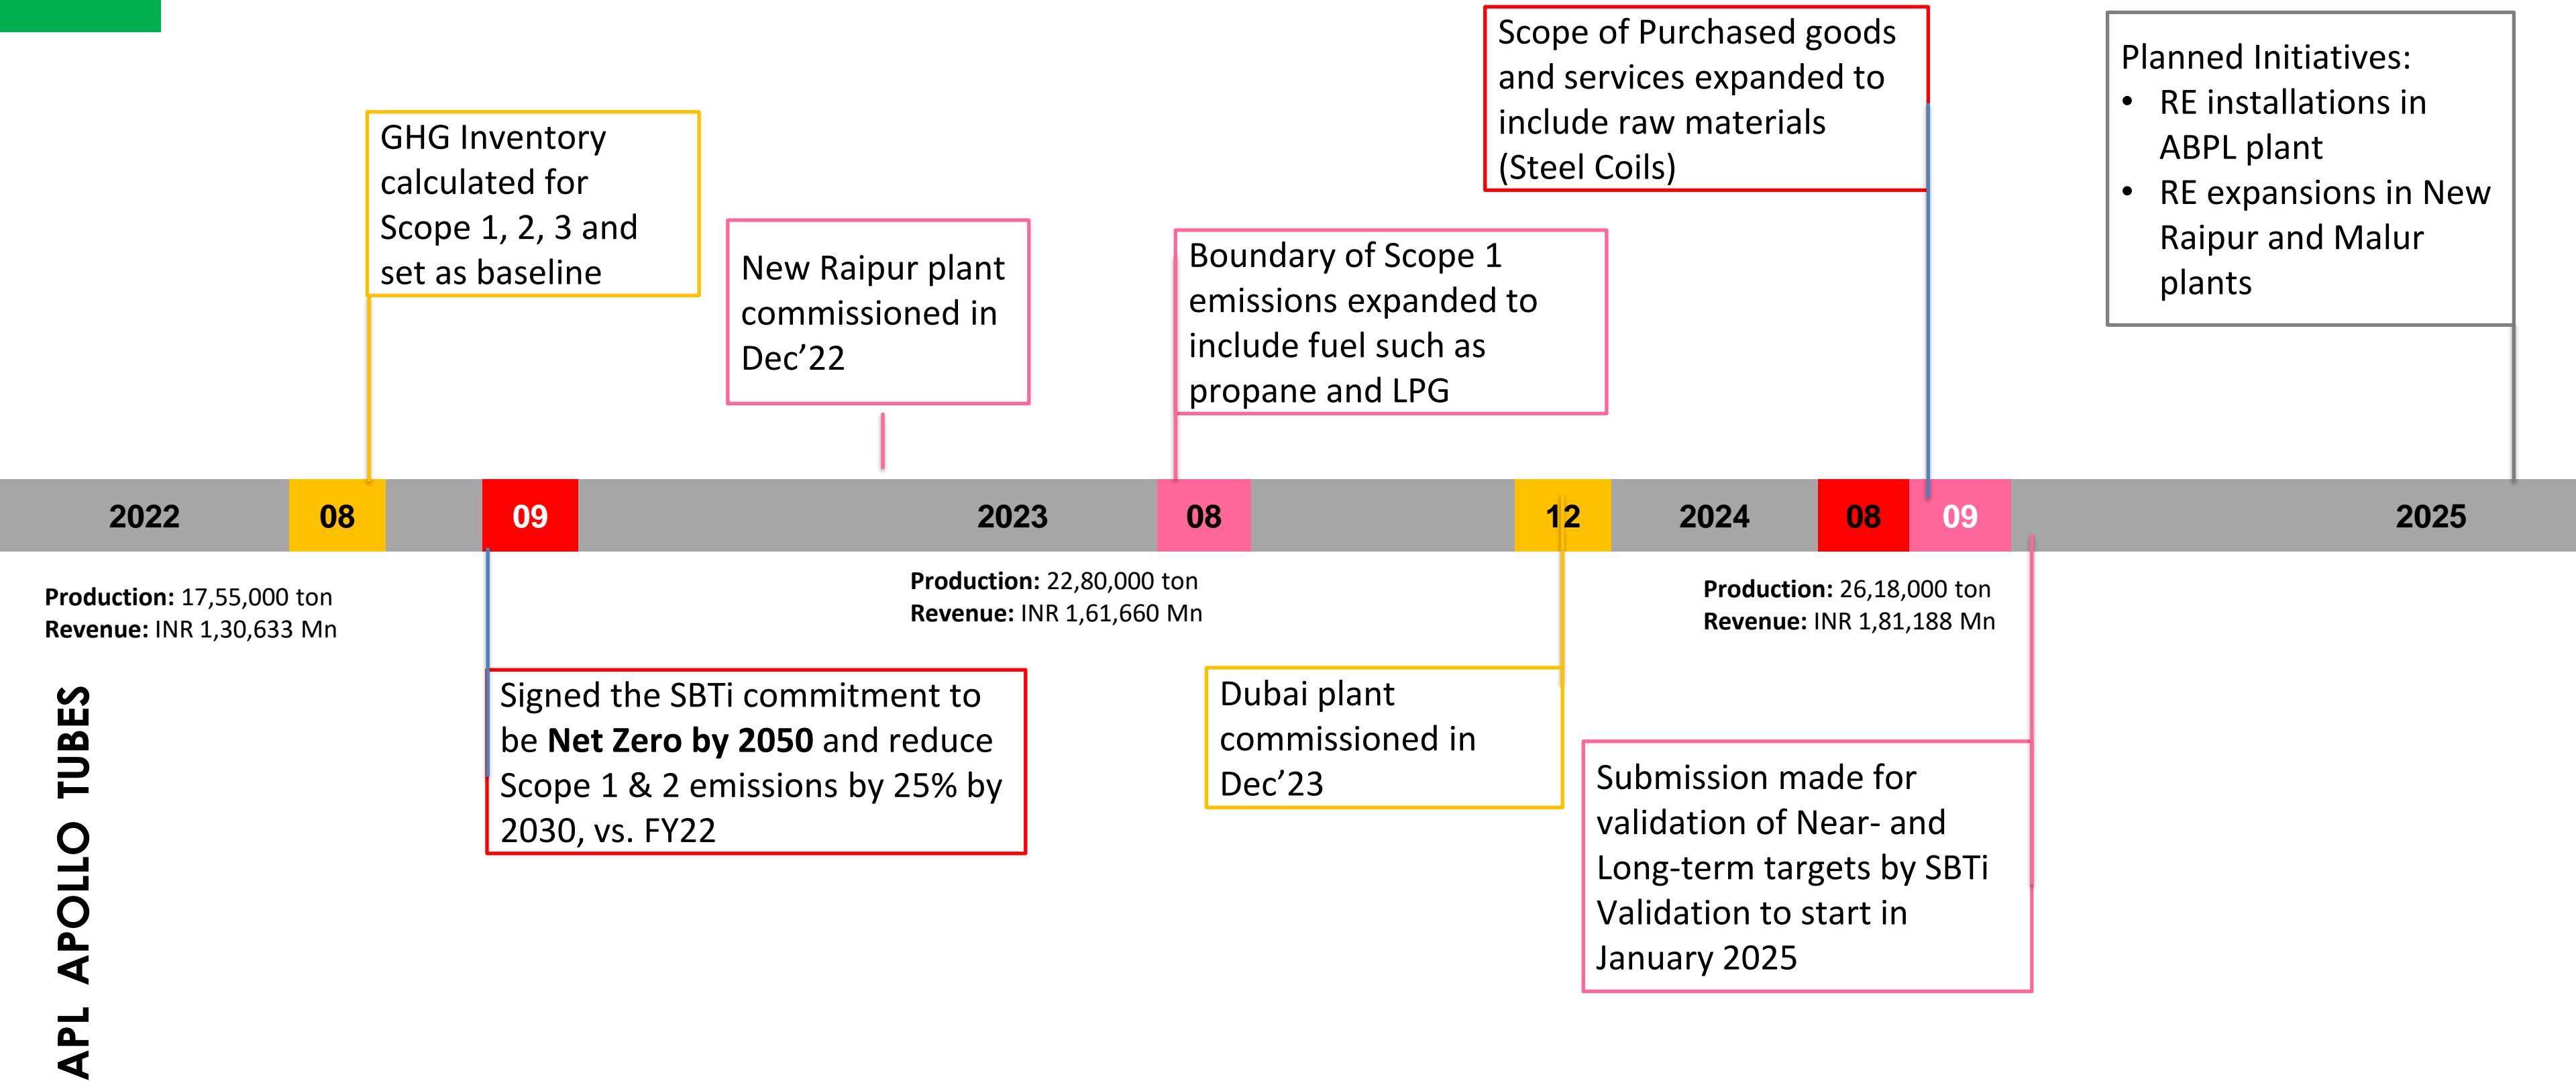 Scope of Purchased goods
and services expanded to
include raw materials
(Steel Coils)
Planned Initiatives:
• RE installations in
ABPL plant
• RE expansions in New
Raipur and Malur
plants
GHG Inventory
calculated for
Scope 1, 2, 3 and
set as baseline
New Raipur plant
commissioned in
Dec’22
Boundary of Scope 1
emissions expanded to
include fuel such as
propane and LPG
2022 08 09 2023 08 12 2024 08 09 2025
Production: 17,55,000 ton
Revenue: INR 1,30,633 Mn
Production: 22,80,000 ton
Revenue: INR 1,61,660 Mn
Production: 26,18,000 ton
Revenue: INR 1,81,188 Mn
Signed the SBTi commitment to
be Net Zero by 2050 and reduce
Scope 1 & 2 emissions by 25% by
2030, vs. FY22
Dubai plant
commissioned in
Dec’23
Submission made for
validation of Near- and
Long-term targets by SBTi
Validation to start in
January 2025
APL APOLLO TUBES